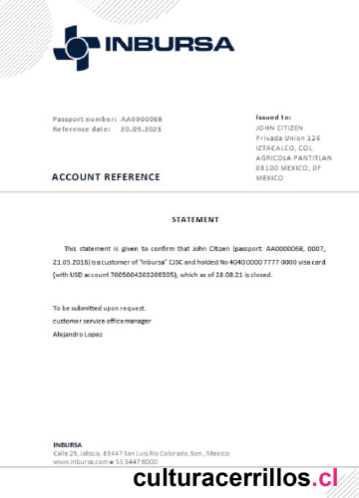 INBURSA
Passport number: AA0000068
Reference date: 20.09.2021
Issued to:
JOHN CITIZEN
Privada Union 126
IZTACALCO, COL.
AGRICOLA PANTITLAN
08100 MEXICO, DF
MEXICO
ACCOUNT REFERENCE
STATEMENT
This statement is given to confirm that John Citizen (passport: AA0000068, 0007,
21.05.2016) is a customer of "Inbursa" CJSC and holded No 4040 0000 7777 0000 visa card
(with USD account 7005004203206505), which as of 28.08.21 is closed.
To be submitted upon request.
customer service office manager
Alejandro Lopez
INBURSA
Calle 25, Jalisco, 83447 San Luis Rio Colorado, Son., Mexico
www.inbursa.com ● 55 5447 8000
culturacerrillos.cl